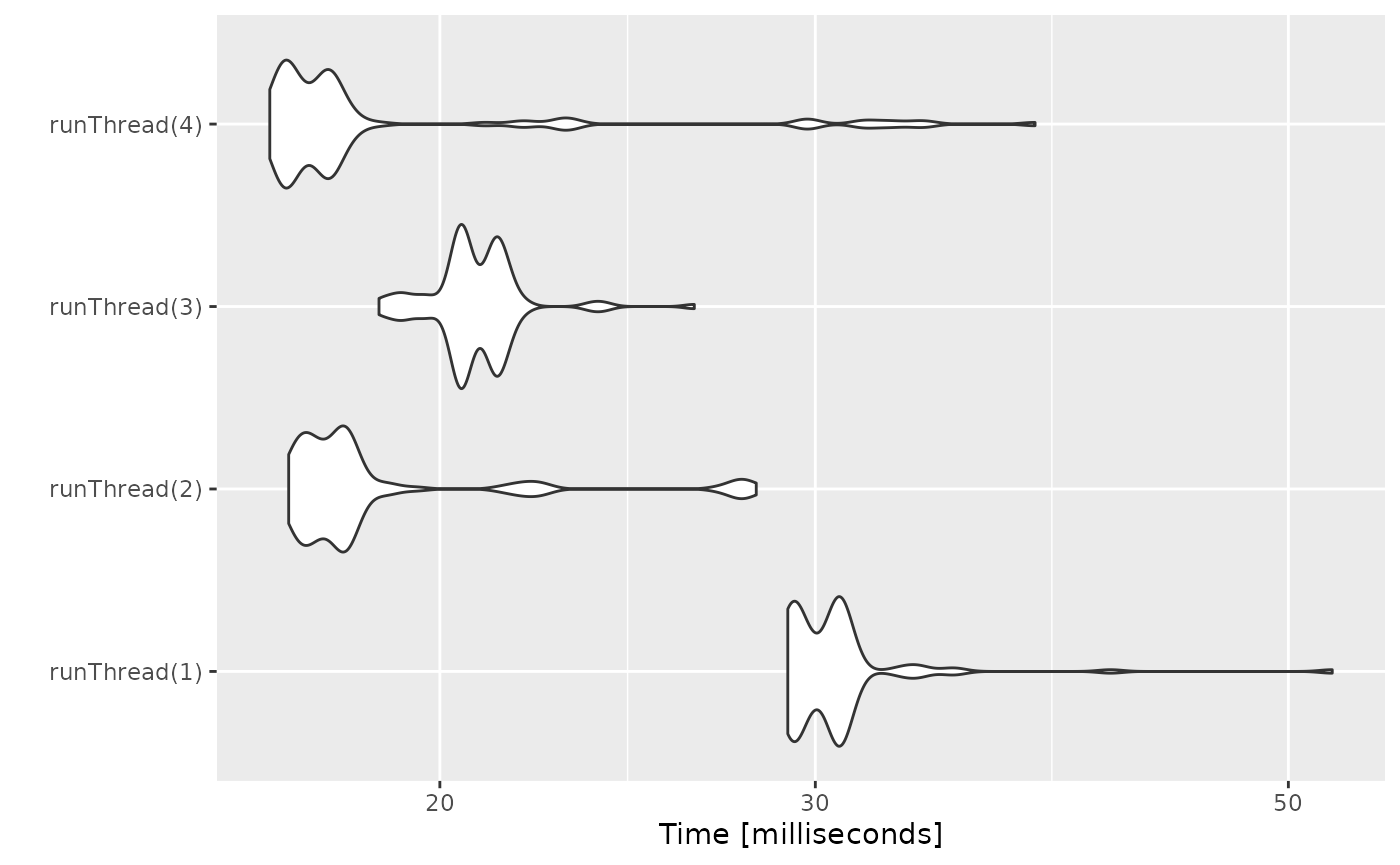 runThread(4)
runThread(3)
runThread(2)
runThread(1)
20 30 50
Time [milliseconds]